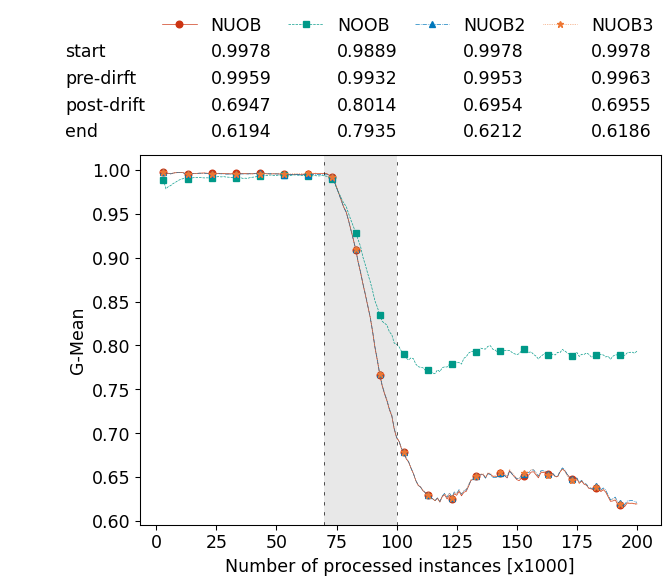 NUOB NOOB NUOB2 NUOB3
start 0.9978 0.9889 0.9978 0.9978
pre-dirft 0.9959 0.9932 0.9953 0.9963
post-drift 0.6947 0.8014 0.6954 0.6955
end 0.6194 0.7935 0.6212 0.6186
1.00
0.95
0.90
0.85
0.80
0.75
0.70
0.65
0.60
G-Mean
0 25 50 75 100 125 150 175 200
Number of processed instances [x1000]